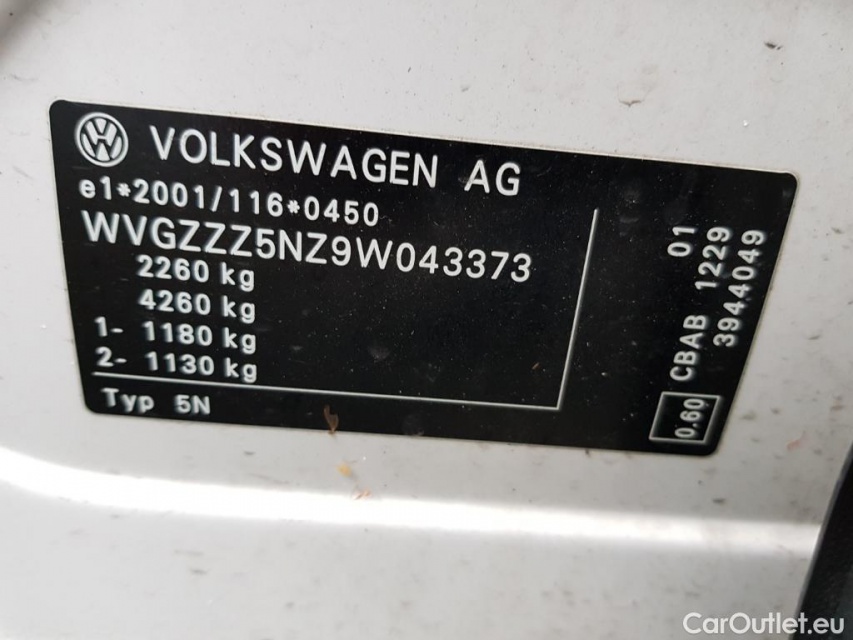 VOLKSWAGEN AG
e1*2001/116*0450
WVGZZZ5NZ9W043373
2260 kg
4260 kg
1- 1180 kg
2- 1130 kg
Typ 5N
01
CBAB 1229
3944049
0.60
CarOutlet.eu